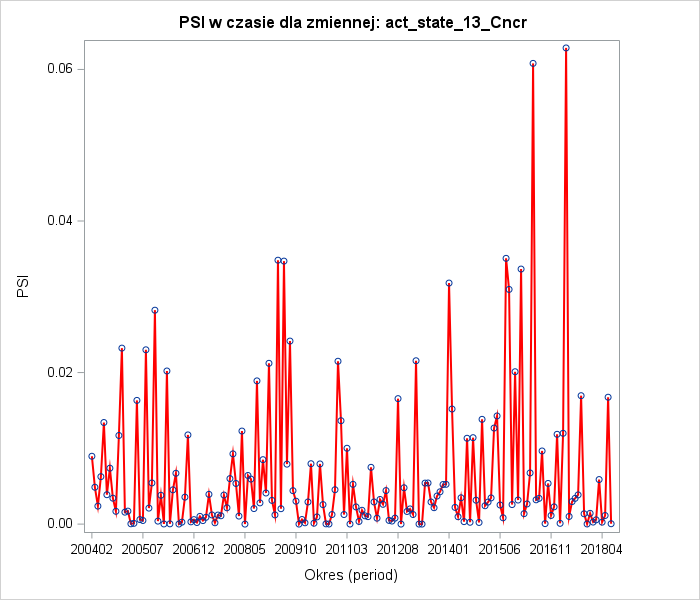 PSI w czasie dla zmiennej: act_state_13_Cncr
0.06
0.04
0.02
0.00
PSI
200402 200507 200612 200805 200910 201103 201208 201401 201506 201611 201804
Okres (period)